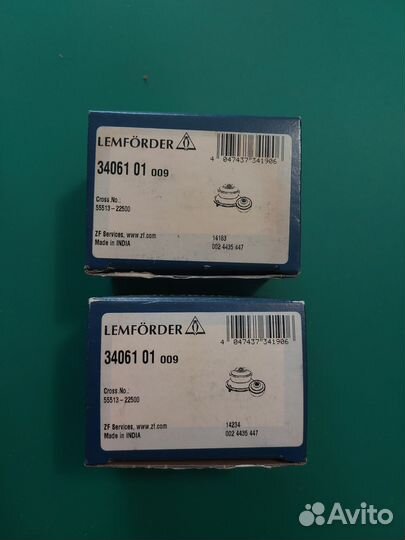 LEMFÖRDER
4 047437 341906
34061 01 009
Cross No.:
55513-22500
ZF Services, www.zf.com
Made in INDIA
14183
002 4435 447
LEMFÖRDER
4 047437 341906
34061 01 009
Cross No.:
55513-22500
ZF Services, www.zf.com
Made in INDIA
14234
002 4435 447
Avito